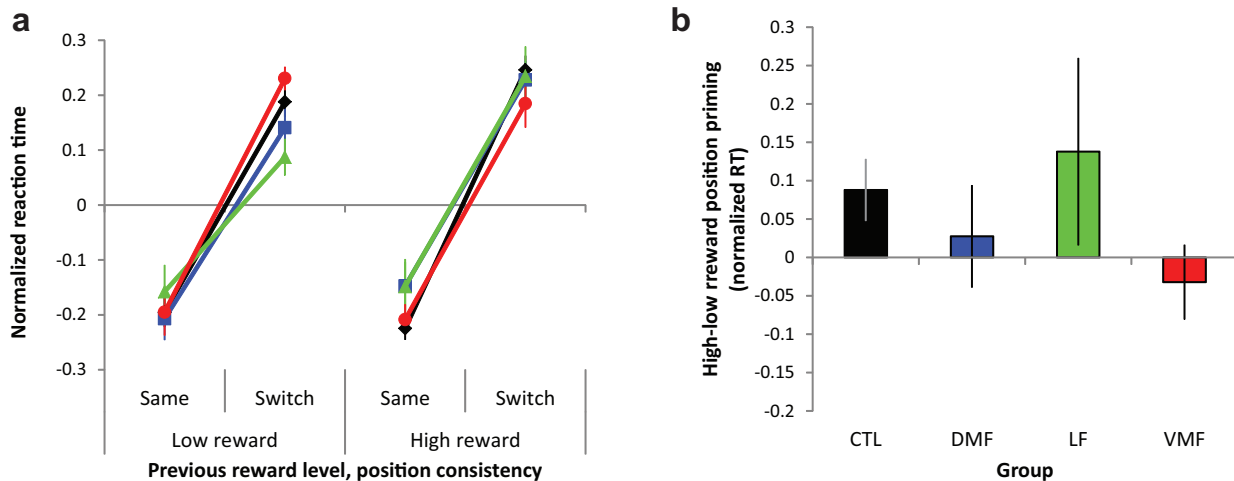 a
Normalized reaction time
0.3
0.2
0.1
0
-0.1
-0.2
-0.3
Same Switch Same Switch
Low reward High reward
Previous reward level, position consistency
b
High-low rreward position priming
(normalized RT)
0.3
0.25
0.2
0.15
0.1
0.05
0
-0.05
-0.1
-0.15
-0.2
CTL DMF LF VMF
Group